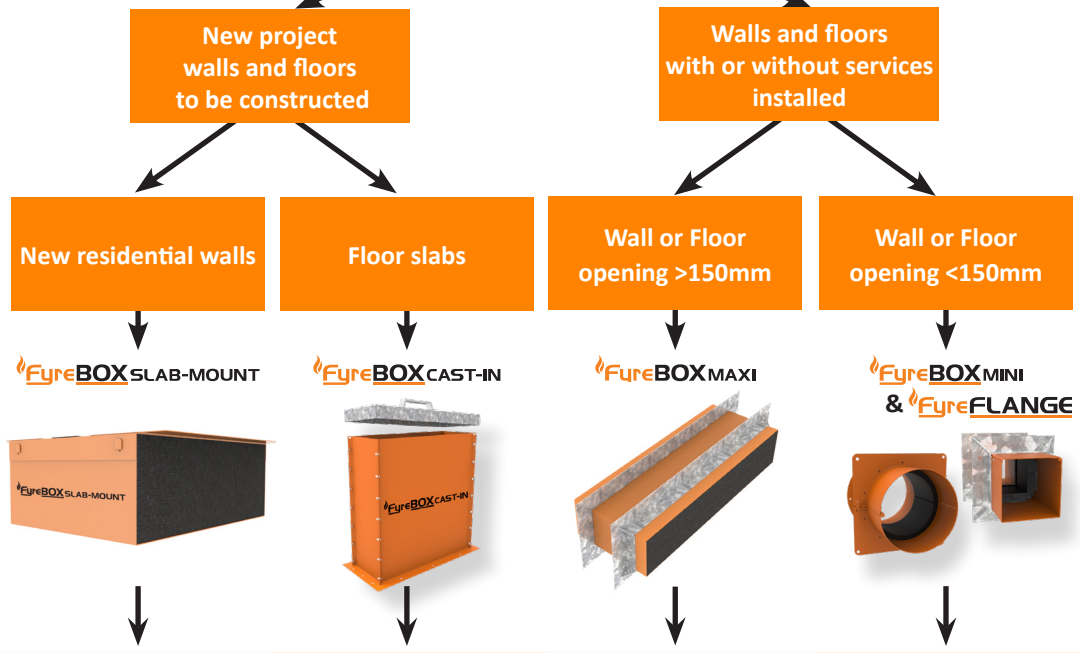 New project
walls and floors
to be constructed
Walls and floors
with or without services
installed
New residential walls
Floor slabs
Wall or Floor
opening >150mm
Wall or Floor
opening <150mm
FyreBOX SLAB-MOUNT
FyreBOX CAST-IN
FyreBOX MAXI
FyreBOX MINI
& FyreFLANGE
FyreBOX SLAB-MOUNT
FyreBOX CAST-IN